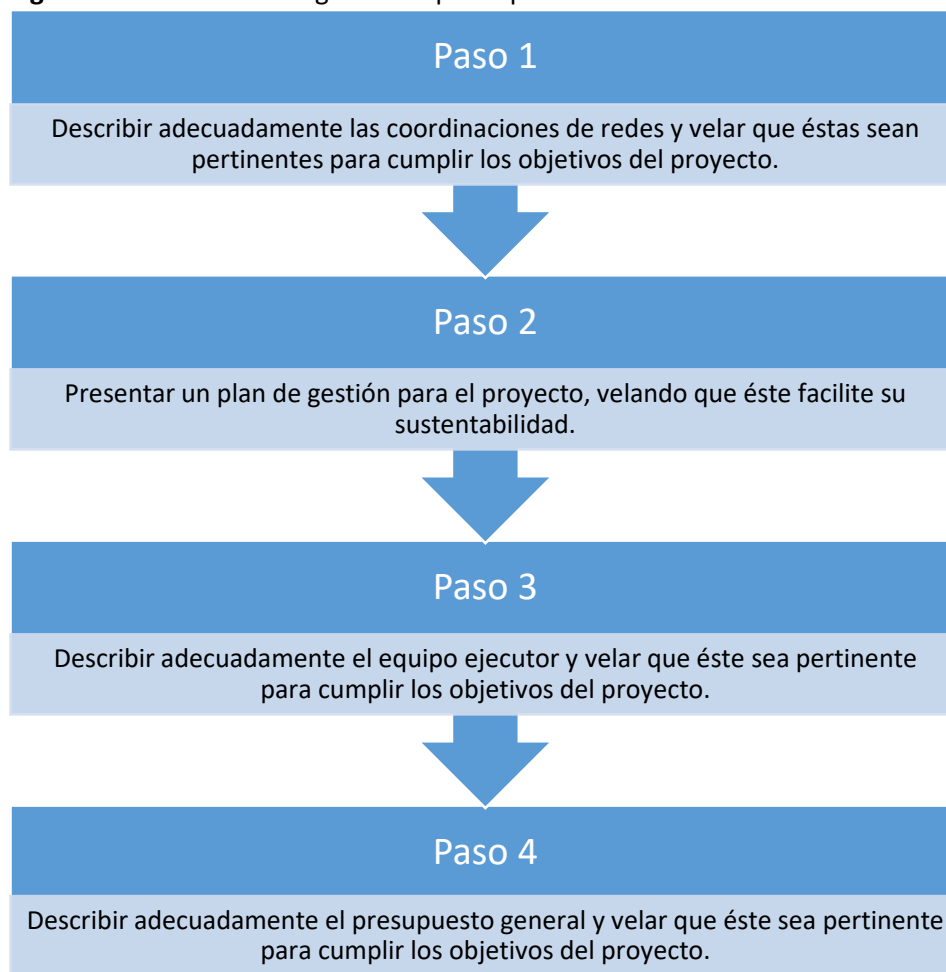 Paso 1
Describir adecuadamente las coordinaciones de redes y velar que éstas sean
pertinentes para cumplir los objetivos del proyecto.
Paso 2
Presentar un plan de gestión para el proyecto, velando que éste facilite su
sustentabilidad.
Paso 3
Describir adecuadamente el equipo ejecutor y velar que éste sea pertinente
para cumplir los objetivos del proyecto.
Paso 4
Describir adecuadamente el presupuesto general y velar que éste sea pertinente
para cumplir los objetivos del proyecto.